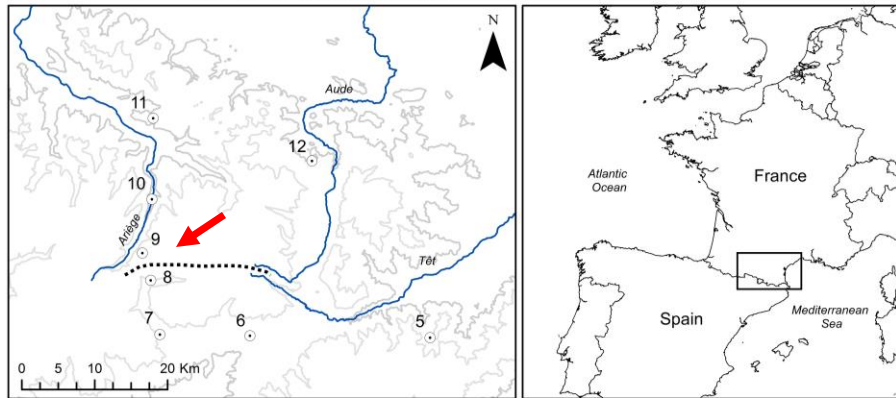 N
Aude
11
12
10
Ariège
9
Têt
8
7
6
5
0 5 10 20 Km
Atlantic
Ocean
France
Spain
Mediterranean
Sea